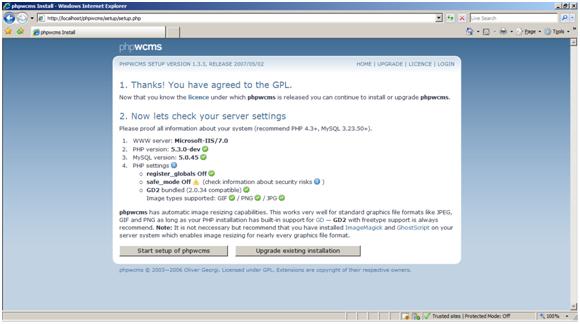 phpwcms Install - Windows Internet Explorer
http://localhost/phpwcms/setup/setup.php
Live Search
phpwcms Install
Page
Tools
phpwcms
PHPWCMS SETUP VERSION 1.3.3, RELEASE 2007/05/02
HOME | UPGRADE | LICENCE | LOGIN
1. Thanks! You have agreed to the GPL.
Now that you know the licence under which phpwcms is released you can continue to install or upgrade phpwcms.
2. Now lets check your server settings
Please proof all information about your system (recommend PHP 4.3+, MySQL 3.23.50+).
1. WWW server: Microsoft-IIS/7.0
2. PHP version: 5.3.0-dev
3. MySQL version: 5.0.45
4. PHP settings
register_globals Off
safe_mode Off (check information about security risks )
GD2 bundled (2.0.34 compatible)
Image types supported: GIF / PNG / JPG
phpwcms has automatic image resizing capabilities. This works very well for standard graphic file formats like JPEG,
GIF and PNG as long as your PHP installation has built-in support for GD — GD2 with freetype support is always
recommend. Note: It is not neccessary but recommend that you have installed ImageMagick and GhostScript on your
server system which enables image resizing for nearly every graphics file format.
Start setup of phpwcms
Upgrade existing installation
phpwcms © 2003—2006 Oliver Georgi. Licensed under GPL. Extensions are copyright of their respective owners.
Trusted sites | Protected Mode: Off
100%